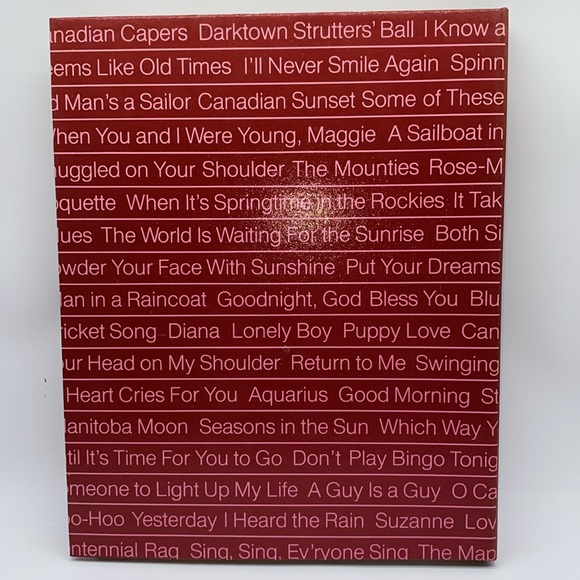 nadian Capers Darktown Strutters' Ball I Know a
ems Like Old Times I'll Never Smile Again Spinn
d Man's a Sailor Canadian Sunset Some of These
hen You and I Were Young, Maggie A Sailboat in
uggled on Your Shoulder The Mounties Rose-M
quette When It's Springtime in the Rockies It Tak
lues The World Is Waiting For the Sunrise Both Si
owder Your Face With Sunshine Put Your Dreams
an in a Raincoat Goodnight, God Bless You Blu
ricket Song Diana Lonely Boy Puppy Love Can
ur Head on My Shoulder Return to Me Swinging
Heart Cries For You Aquarius Good Morning St
anitoba Moon Seasons in the Sun Which Way Y
til It's Time For You to Go Don't Play Bingo Tonig
meone to Light Up My Life A Guy Is a Guy O Ca
oo-Hoo Yesterday I Heard the Rain Suzanne Lov
ntennial Rag Sing, Sing, Ev'ryone Sing The Map